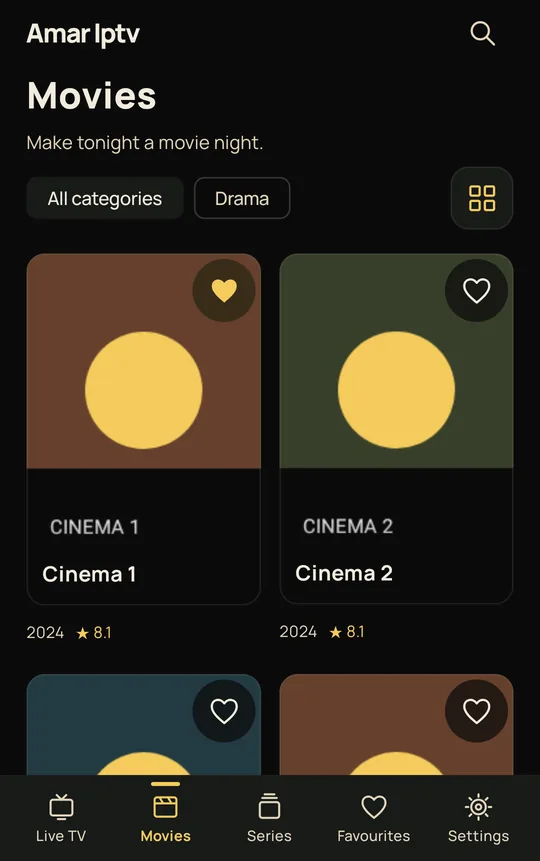 Amar Iptv
Movies
Make tonight a movie night.
All categories
Drama
CINEMA 1
Cinema 1
2024 ★ 8.1
CINEMA 2
Cinema 2
2024 ★ 8.1
Live TV
Movies
Series
Favourites
Settings